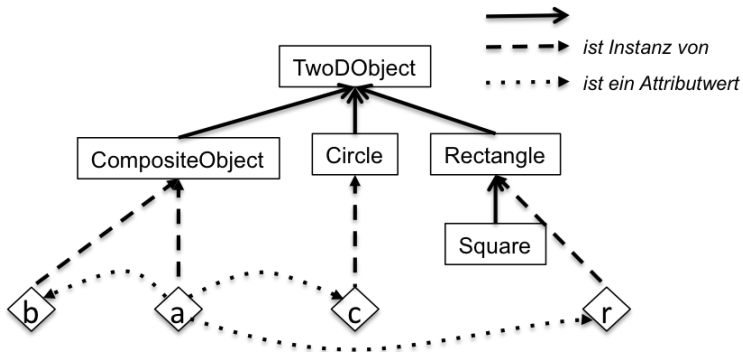 ist Instanz von
TwoDObject
ist ein Attributwert
CompositeObject
Circle
Rectangle
Square
b
a
c
r